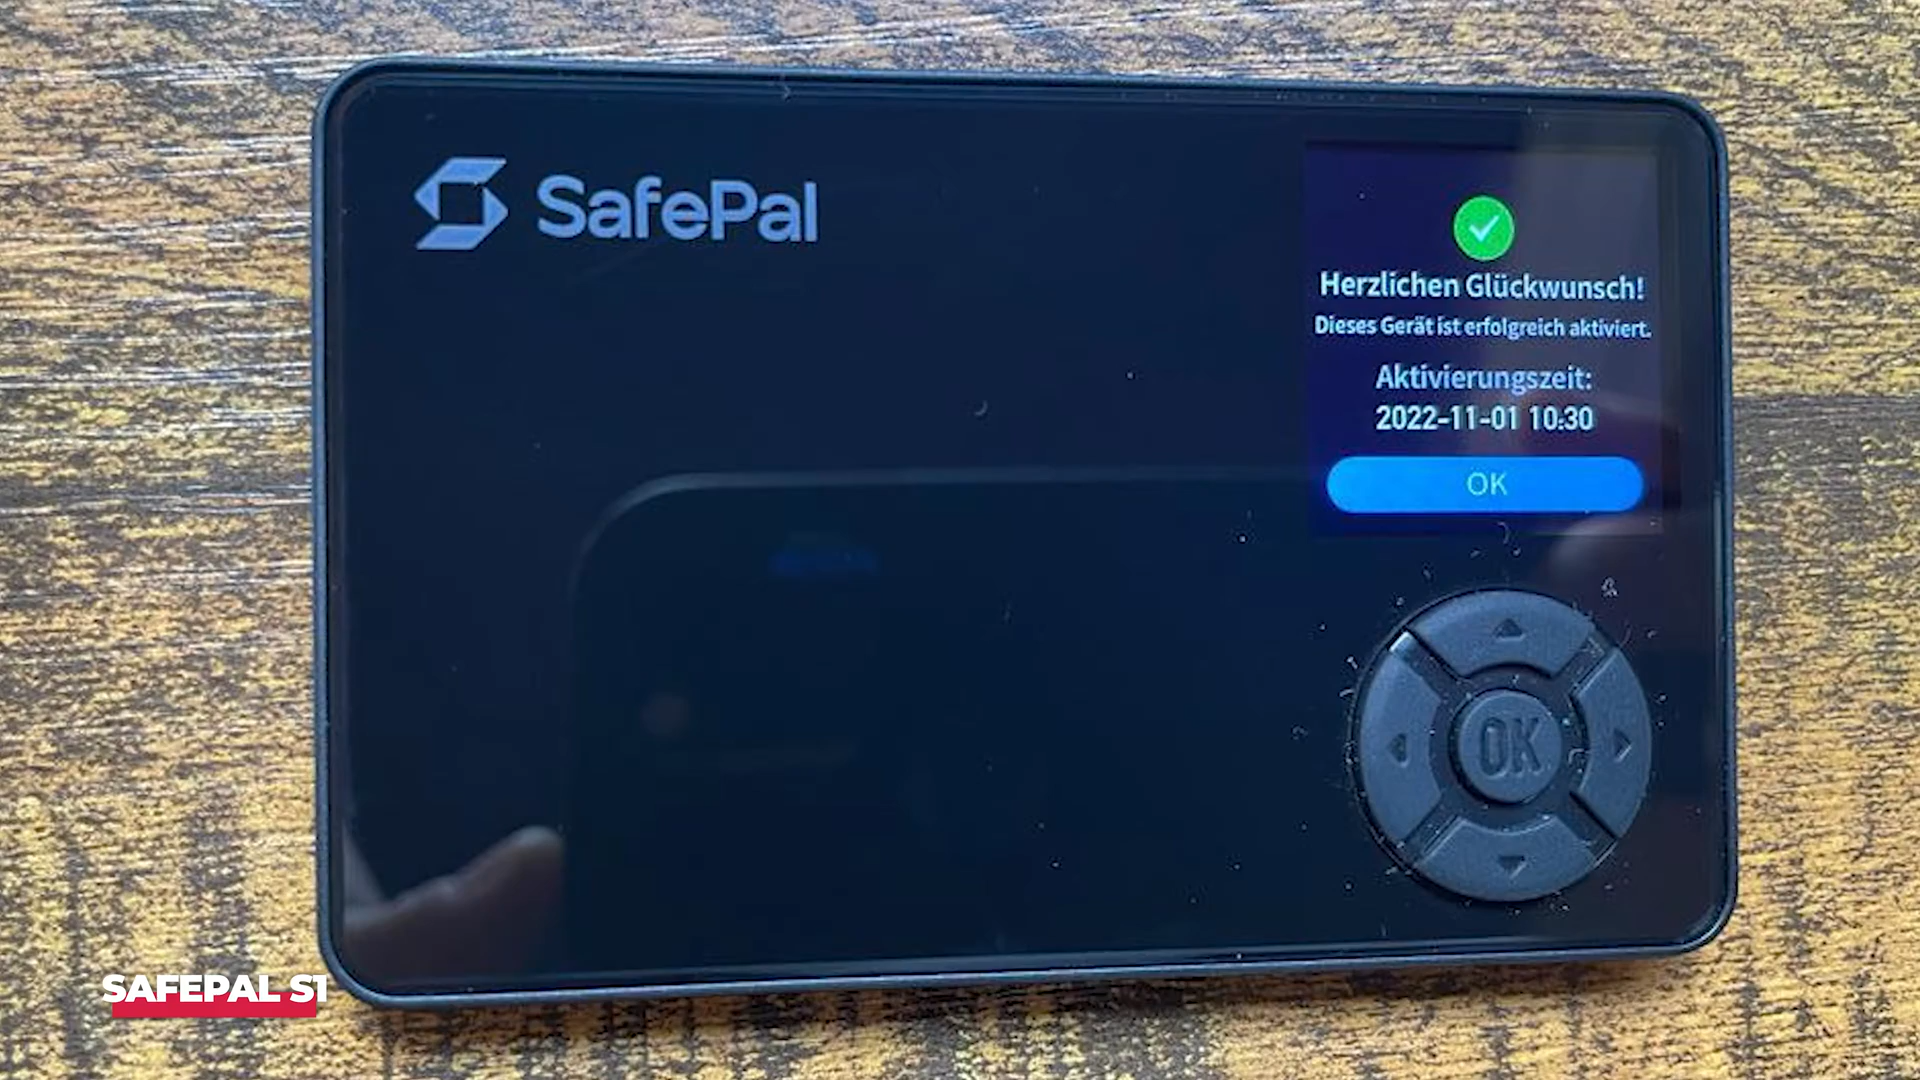 SafePal
Herzlichen Glückwunsch!
Dieses Gerät ist erfolgreich aktiviert.
Aktivierungszeit:
2022-11-01 10:30
OK
OK
SAFEPAL S1